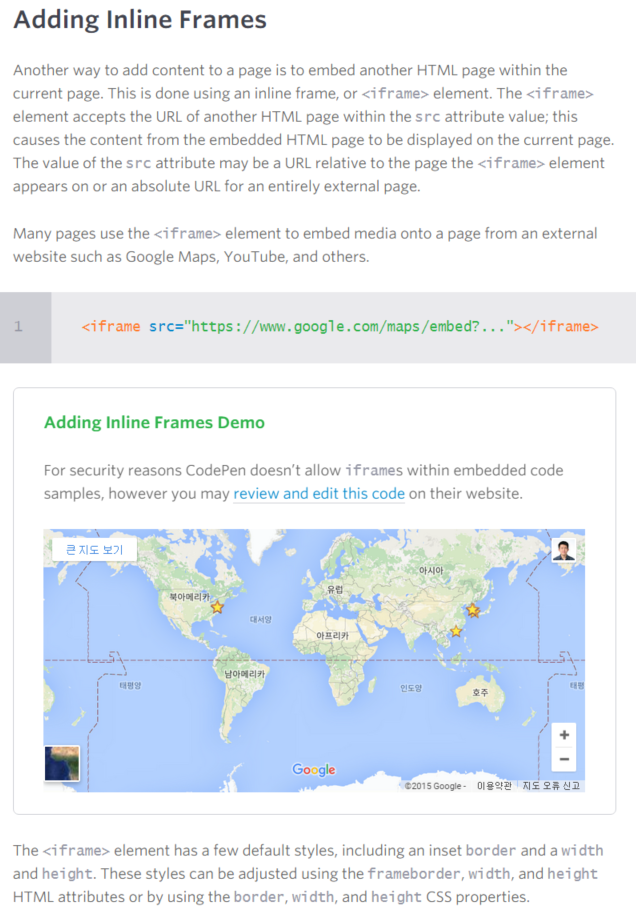 Adding Inline Frames
Another way to add content to a page is to embed another HTML page within the
current page. This is done using an inline frame, or <iframe> element. The <iframe>
element accepts the URL of another HTML page within the src attribute value; this
causes the content from the embedded HTML page to be displayed on the current page.
The value of the src attribute may be a URL relative to the page the <iframe> element
appears on or an absolute URL for an entirely external page.
Many pages use the <iframe> element to embed media onto a page from an external
website such as Google Maps, YouTube, and others.
1 <iframe src="https://www.google.com/maps/embed?..."></iframe>
Adding Inline Frames Demo
For security reasons CodePen doesn't allow iframes within embedded code
samples, however you may review and edit this code on their website.
큰 지도 보기
아시아
유럽
북아메리카
대서양
아프리카
남아메리카
태평양
인도양
호주
태평
+
−
Google
©2015 Google - 이용약관 지도 오류 신고
The <iframe> element has a few default styles, including an inset border and a width
and height. These styles can be adjusted using the frameborder, width, and height
HTML attributes or by using the border, width, and height CSS properties.